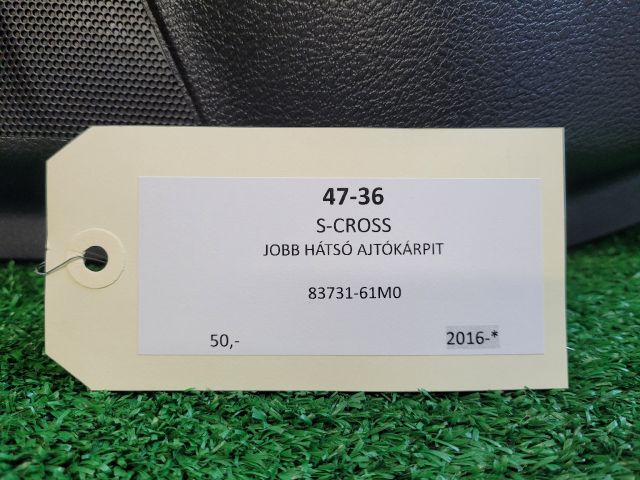 47-36
S-CROSS
JOBB HÁTSÓ AJTÓKÁRPIT
83731-61M0
50,- 2016-*